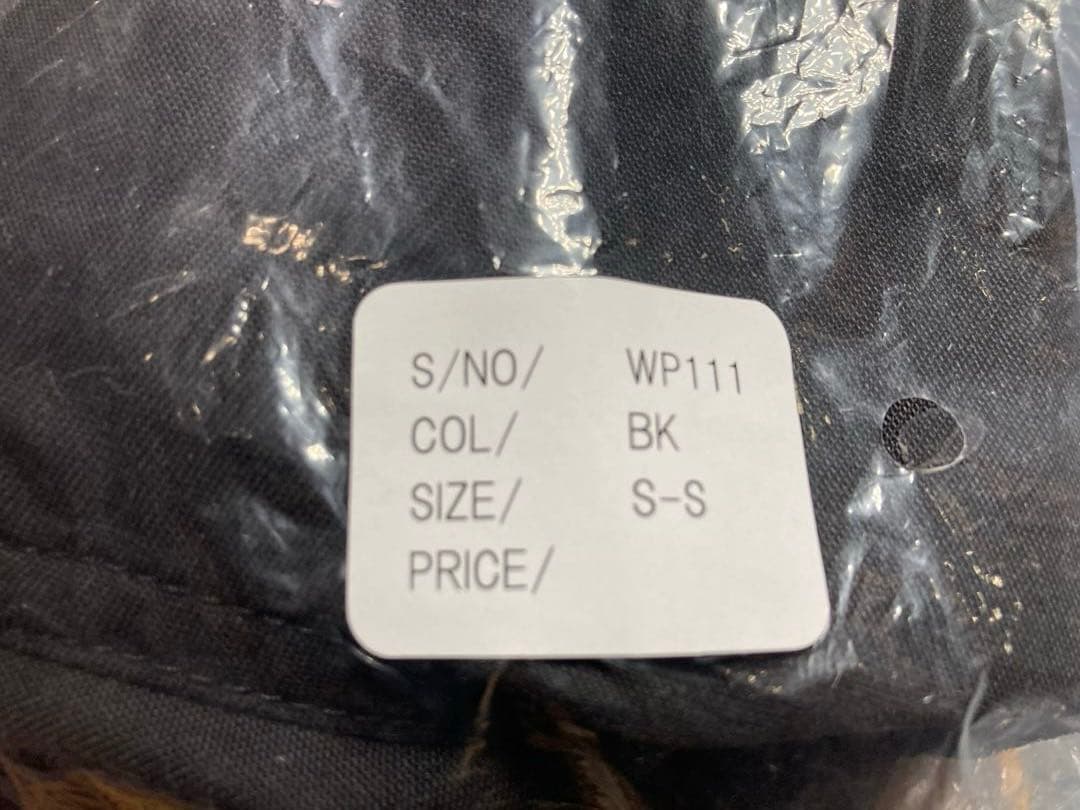 S/NO/ WP111
COL/ BK
SIZE/ S-S
PRICE/